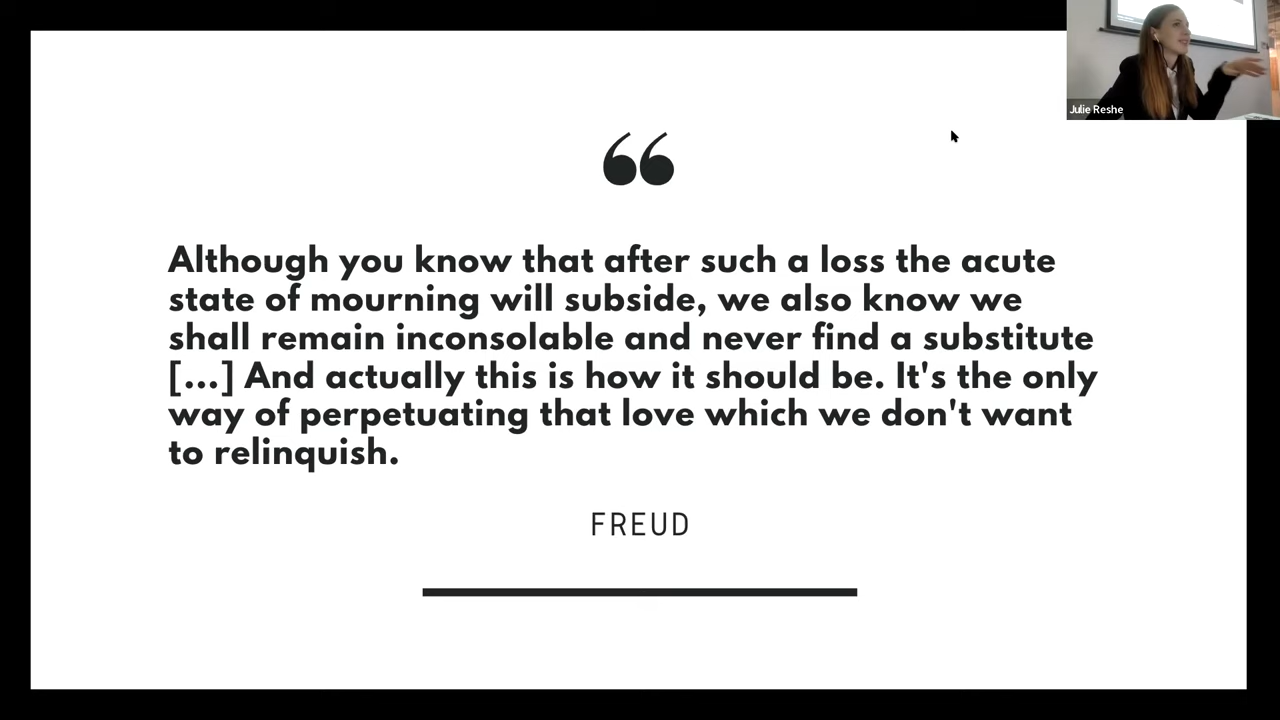 Julie Reshe
“
Although you know that after such a loss the acute
state of mourning will subside, we also know we
shall remain inconsolable and never find a substitute
[...] And actually this is how it should be. It's the only
way of perpetuating that love which we don't want
to relinquish.
FREUD